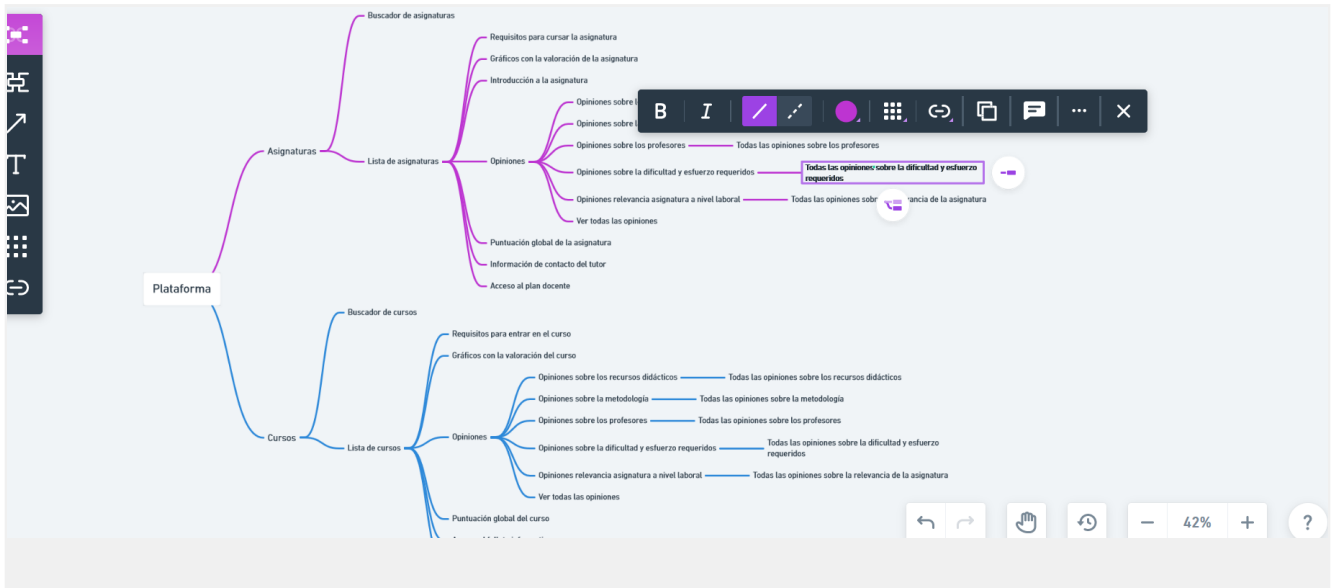 Buscador de asignaturas
Requisitos para cursar la asignatura
Gráficos con la valoración de la asignatura
Introducción a la asignatura
Opiniones sobre
B I
Opiniones sobre
Opiniones sobre los profesores
Todas las opiniones sobre los profesores
Asignaturas
Lista de asignaturas
Opiniones
Opiniones sobre la dificultad y esfuerzo requeridos
Todas las opiniones sobre la dificultad y esfuerzo
requeridos
Opiniones relevancia asignatura a nivel laboral
Todas las opiniones de la asignatura
Ver todas las opiniones
Puntuación global de la asignatura
Información de contacto del tutor
Acceso al plan docente
Plataforma
Buscador de cursos
Requisitos para entrar en el curso
Gráficos con la valoración del curso
Opiniones sobre los recursos didácticos
Todas las opiniones sobre los recursos didácticos
Opiniones sobre la metodología
Todas las opiniones sobre la metodología
Opiniones sobre los profesores
Todas las opiniones sobre los profesores
Cursos
Lista de cursos
Opiniones
Opiniones sobre la dificultad y esfuerzo requeridos
Todas las opiniones sobre la dificultad y esfuerzo
requeridos
Opiniones relevancia asignatura a nivel laboral
Todas las opiniones sobre la relevancia de la asignatura
Ver todas las opiniones
Puntuación global del curso
42%
?